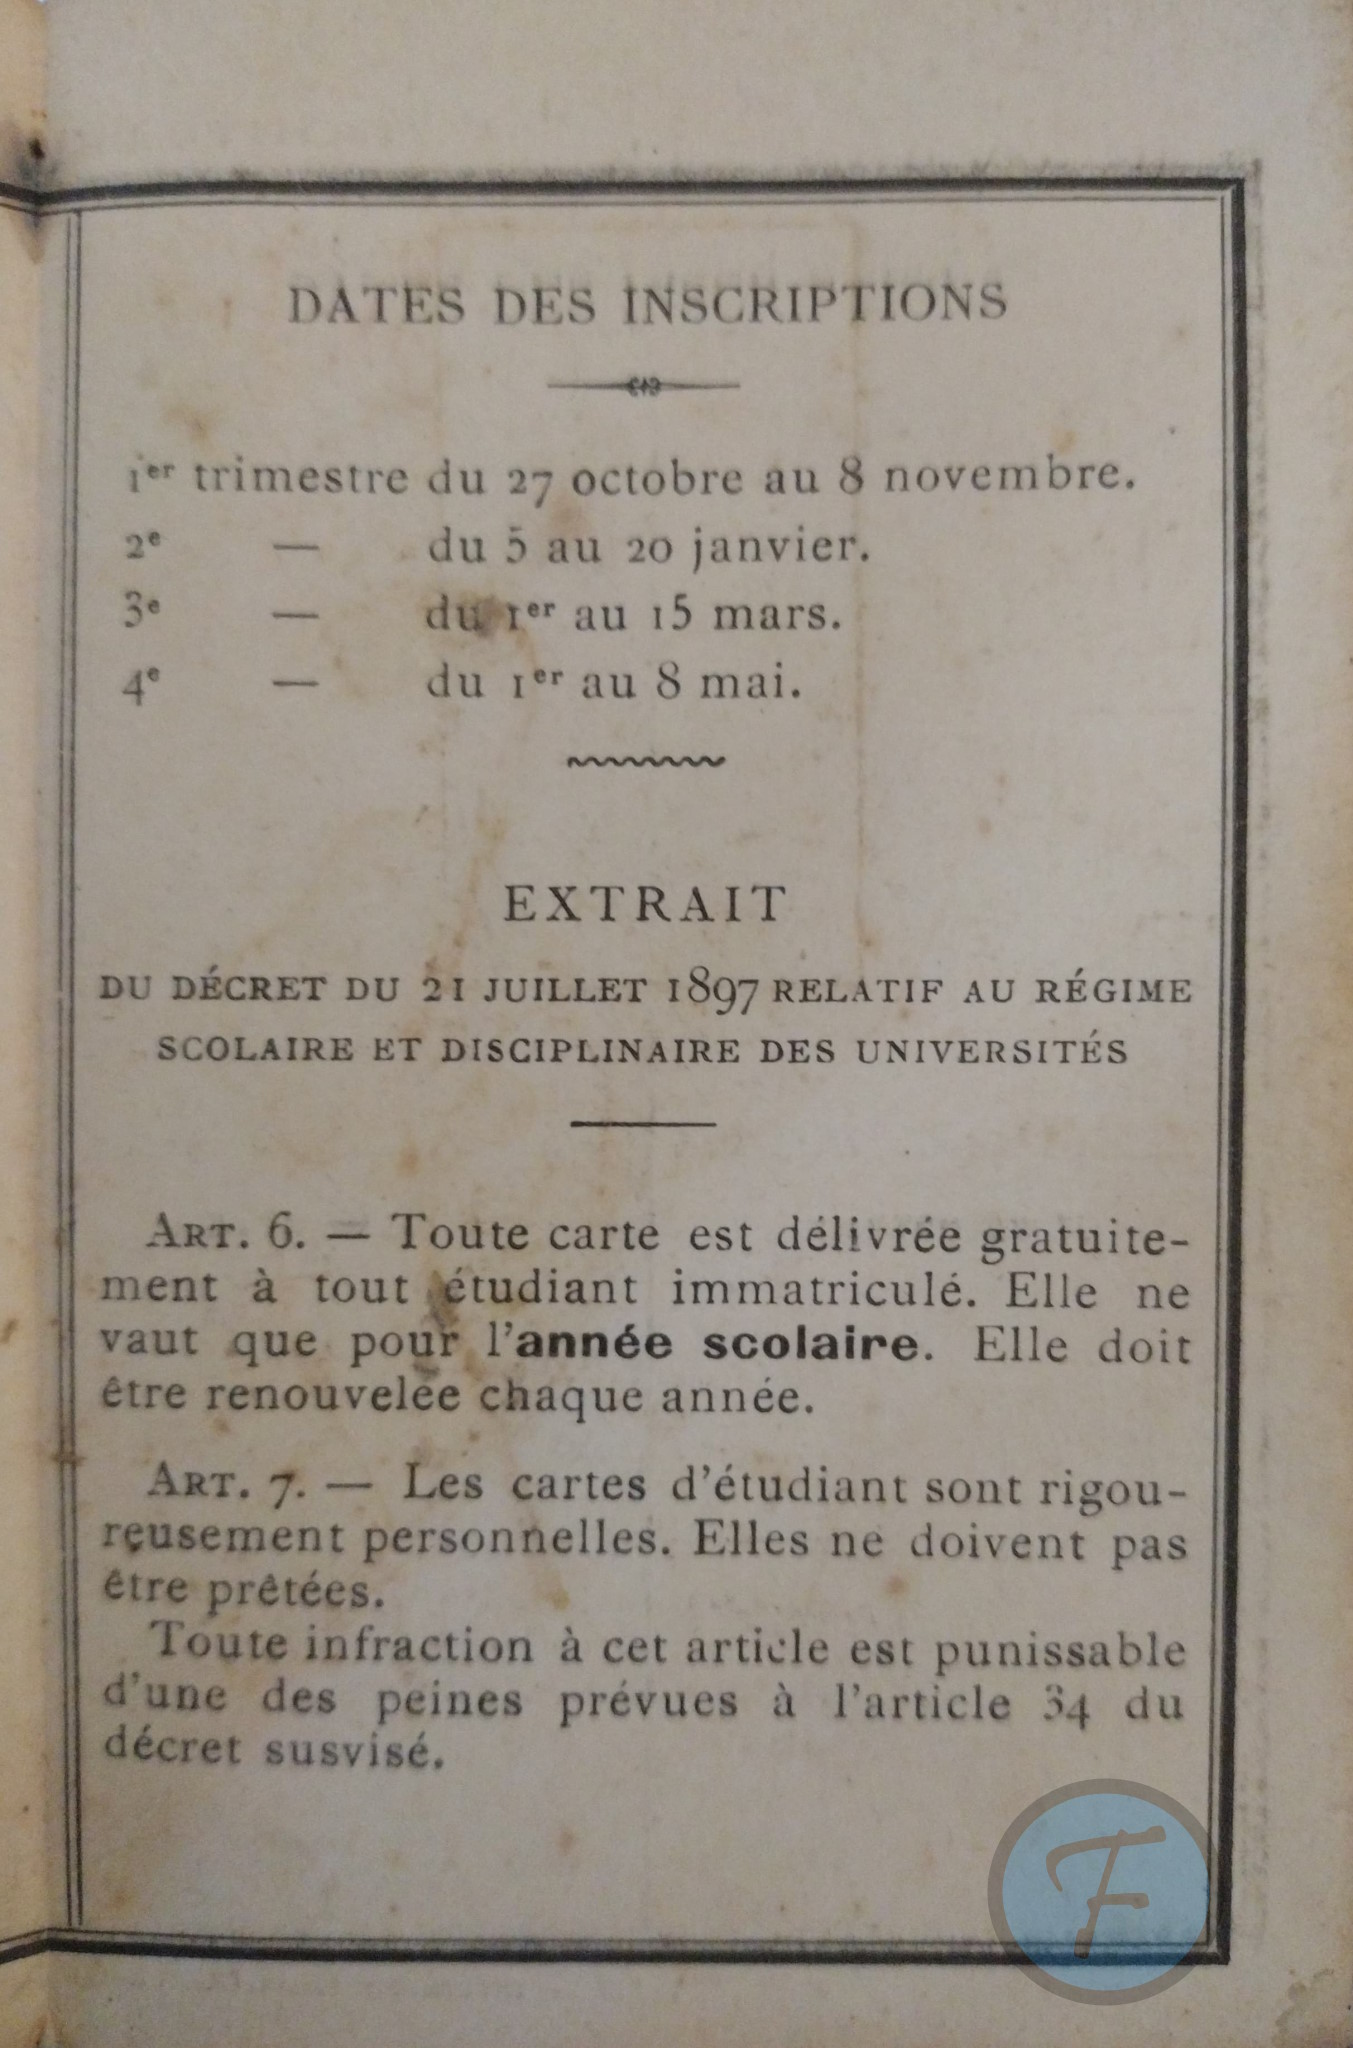 DATES DES INSCRIPTIONS
1er trimestre du 27 octobre au 8 novembre.
2e — du 5 au 20 janvier.
3e — du 1er au 15 mars.
4e — du 1er au 8 mai.
EXTRAIT
DU DÉCRET DU 21 JUILLET 1897 RELATIF AU RÉGIME
SCOLAIRE ET DISCIPLINAIRE DES UNIVERSITÉS
ART. 6. — Toute carte est délivrée gratuite-
ment à tout étudiant immatriculé. Elle ne
vaut que pour l'année scolaire. Elle doit
être renouvelée chaque année.
ART. 7. — Les cartes d'étudiant sont rigou-
reusement personnelles. Elles ne doivent pas
être prêtées.
Toute infraction à cet article est punissable
d'une des peines prévues à l'article 34 du
décret susvisé.
F